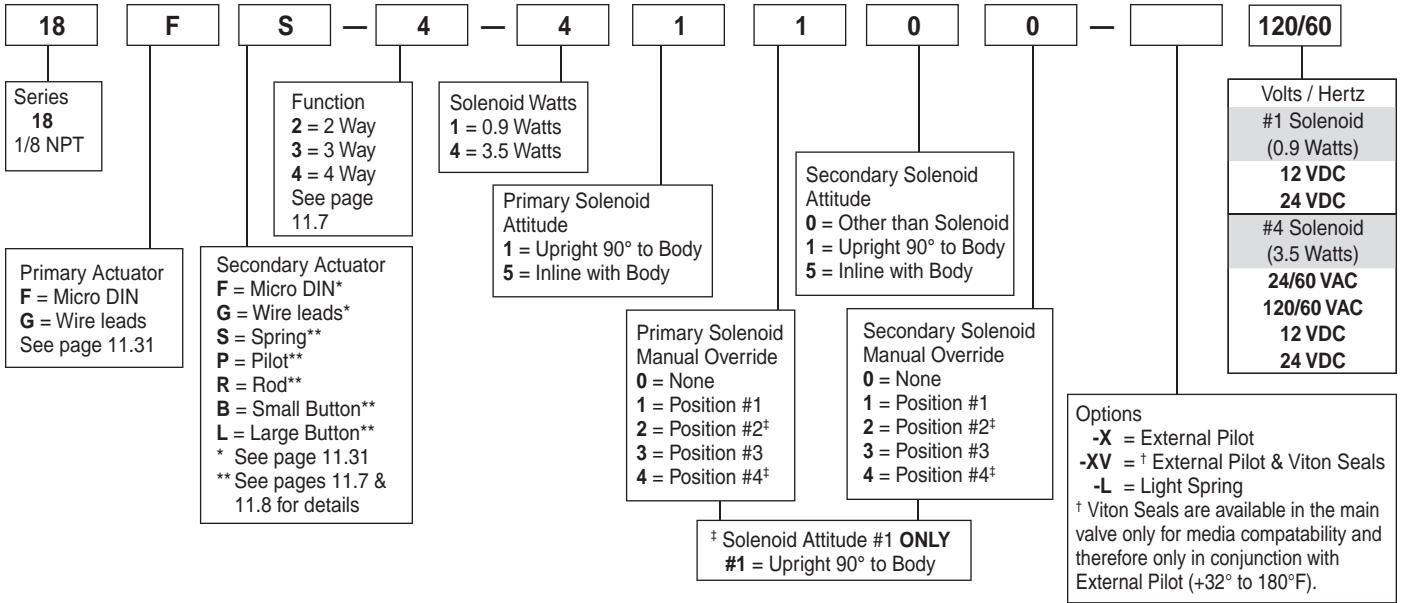 18 F S — 4 — 4 1 1 0 0 — 120/60
Series
18
1/8 NPT
Primary Actuator
F = Micro DIN
G = Wire leads
See page 11.31
Secondary Actuator
F = Micro DIN*
G = Wire leads*
S = Spring**
P = Pilot**
R = Rod**
B = Small Button**
L = Large Button**
* See page 11.31
** See pages 11.7 &
11.8 for details
Function
2 = 2 Way
3 = 3 Way
4 = 4 Way
See page
11.7
Solenoid Watts
1 = 0.9 Watts
4 = 3.5 Watts
Primary Solenoid
Attitude
1 = Upright 90° to Body
5 = Inline with Body
Primary Solenoid
Manual Override
0 = None
1 = Position #1
2 = Position #2‡
3 = Position #3
4 = Position #4‡
Secondary Solenoid
Attitude
0 = Other than Solenoid
1 = Upright 90° to Body
5 = Inline with Body
Secondary Solenoid
Manual Override
0 = None
1 = Position #1
2 = Position #2‡
3 = Position #3
4 = Position #4‡
‡ Solenoid Attitude #1 ONLY
#1 = Upright 90° to Body
Options
-X = External Pilot
-XV = † External Pilot & Viton Seals
-L = Light Spring
† Viton Seals are available in the main
valve only for media compatability and
therefore only in conjunction with
External Pilot (+32° to 180°F).
Volts / Hertz
#1 Solenoid
(0.9 Watts)
12 VDC
24 VDC
#4 Solenoid
(3.5 Watts)
24/60 VAC
120/60 VAC
12 VDC
24 VDC